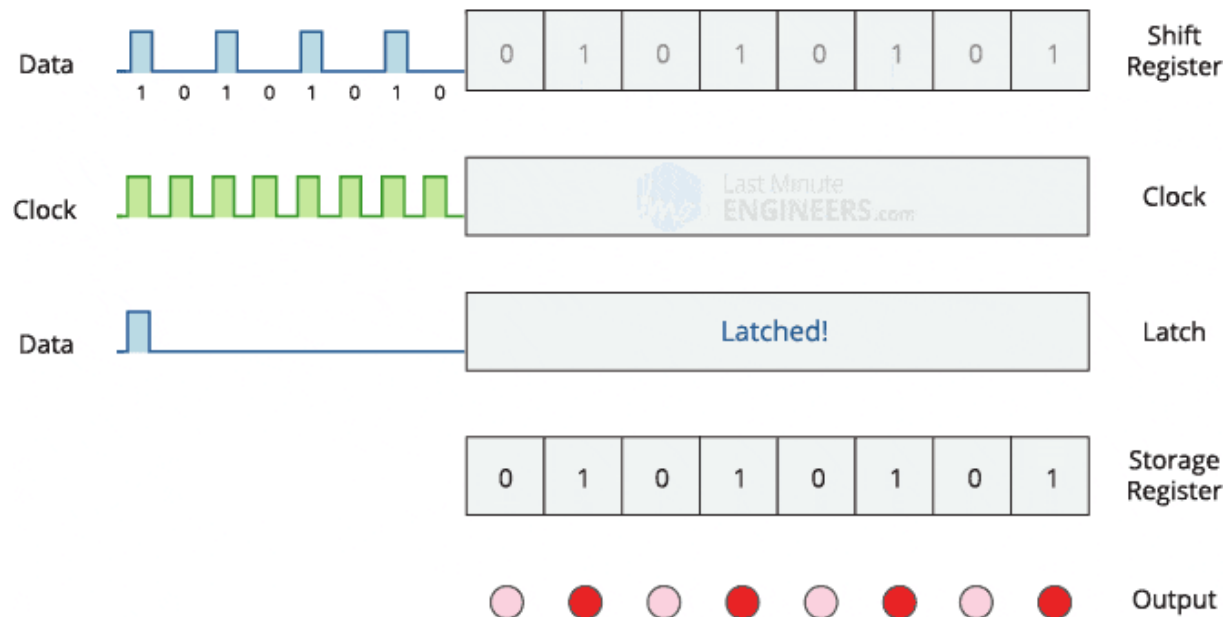 Data
1 0 1 0 1 0 1 0
0 1 0 1 0 1 0 1
Shift
Register
Clock
Last Minute
ENGINEERS.com
Clock
Data
Latched!
Latch
0 1 0 1 0 1 0 1
Storage
Register
Output